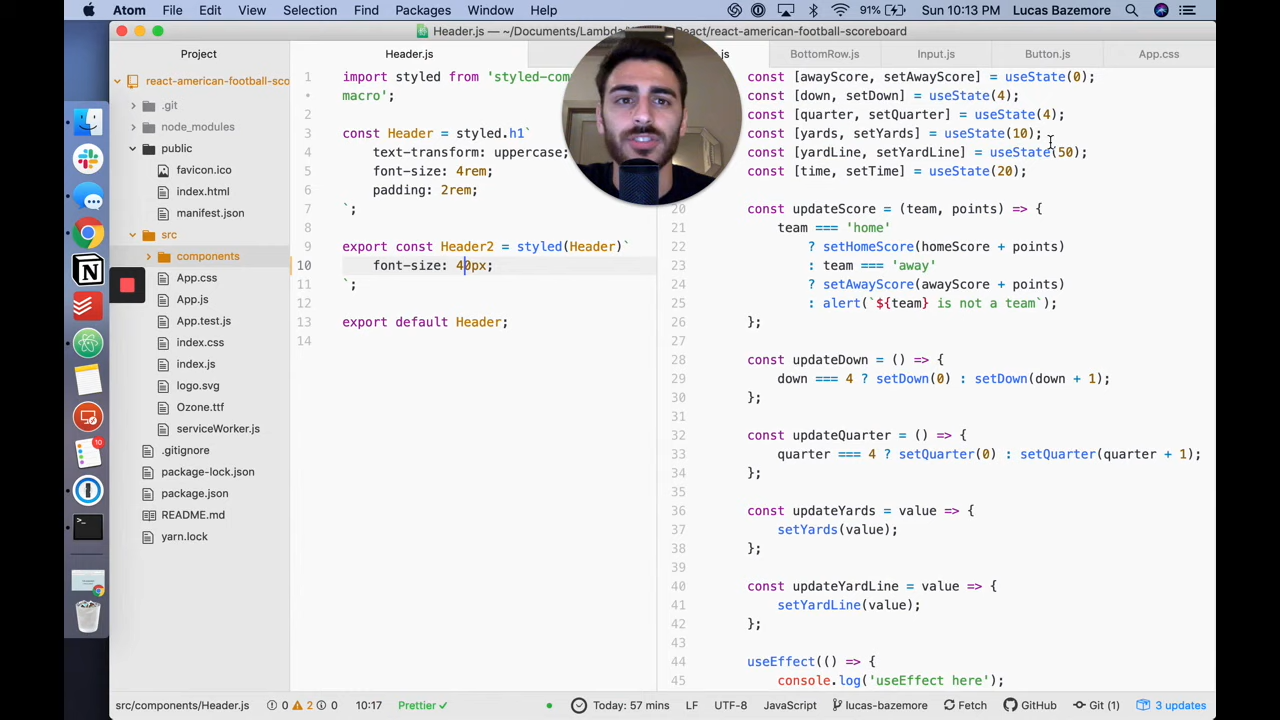 Atom File Edit View Selection Find Packages Window Help 91% Sun 10:13 PM Lucas Bazemore
Header.js — ~/Documents/Lambda React/react-american-football-scoreboard
Project
Header.js
.js
BottomRow.js
Input.js
Button.js
App.css
react-american-football-sco
.git
node_modules
public
favicon.ico
index.html
manifest.json
src
components
App.css
App.js
App.test.js
index.css
index.js
logo.svg
Ozone.ttf
serviceWorker.js
.gitignore
package-lock.json
package.json
README.md
yarn.lock
10
1 import styled from 'styled-com
• macro';
2
3 const Header = styled.h1`
4 text-transform: uppercase;
5 font-size: 4rem;
6 padding: 2rem;
7 `;
8
9 export const Header2 = styled(Header)`
10 font-size: 40px;
11 `;
12
13 export default Header;
14
const [awayScore, setAwayScore] = useState(0);
const [down, setDown] = useState(4);
const [quarter, setQuarter] = useState(4);
const [yards, setYards] = useState(10);
const [yardLine, setYardLine] = useState(50);
const [time, setTime] = useState(20);
20 const updateScore = (team, points) => {
21 team === 'home'
22 ? setHomeScore(homeScore + points)
23 : team === 'away'
24 ? setAwayScore(awayScore + points)
25 : alert(`${team} is not a team`);
26 };
27
28 const updateDown = () => {
29 down === 4 ? setDown(0) : setDown(down + 1);
30 };
31
32 const updateQuarter = () => {
33 quarter === 4 ? setQuarter(0) : setQuarter(quarter + 1);
34 };
35
36 const updateYards = value => {
37 setYards(value);
38 };
39
40 const updateYardLine = value => {
41 setYardLine(value);
42 };
43
44 useEffect(() => {
45 console.log('useEffect here');
src/components/Header.js 0 2 0 10:17 Prettier ✓ Today: 57 mins LF UTF-8 JavaScript lucas-bazemore Fetch GitHub Git (1) 3 updates